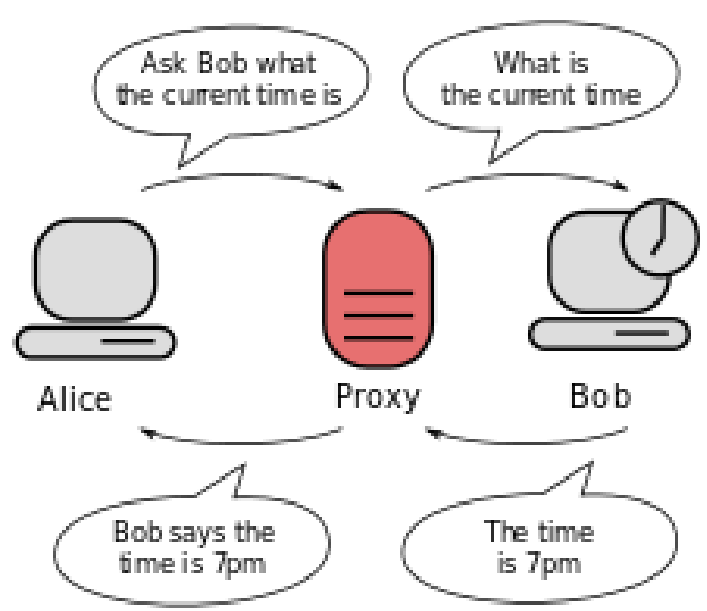 Ask Bob what
the current time is
What is
the current time
Alice
Proxy
Bob
Bob says the
time is 7pm
The time
is 7pm